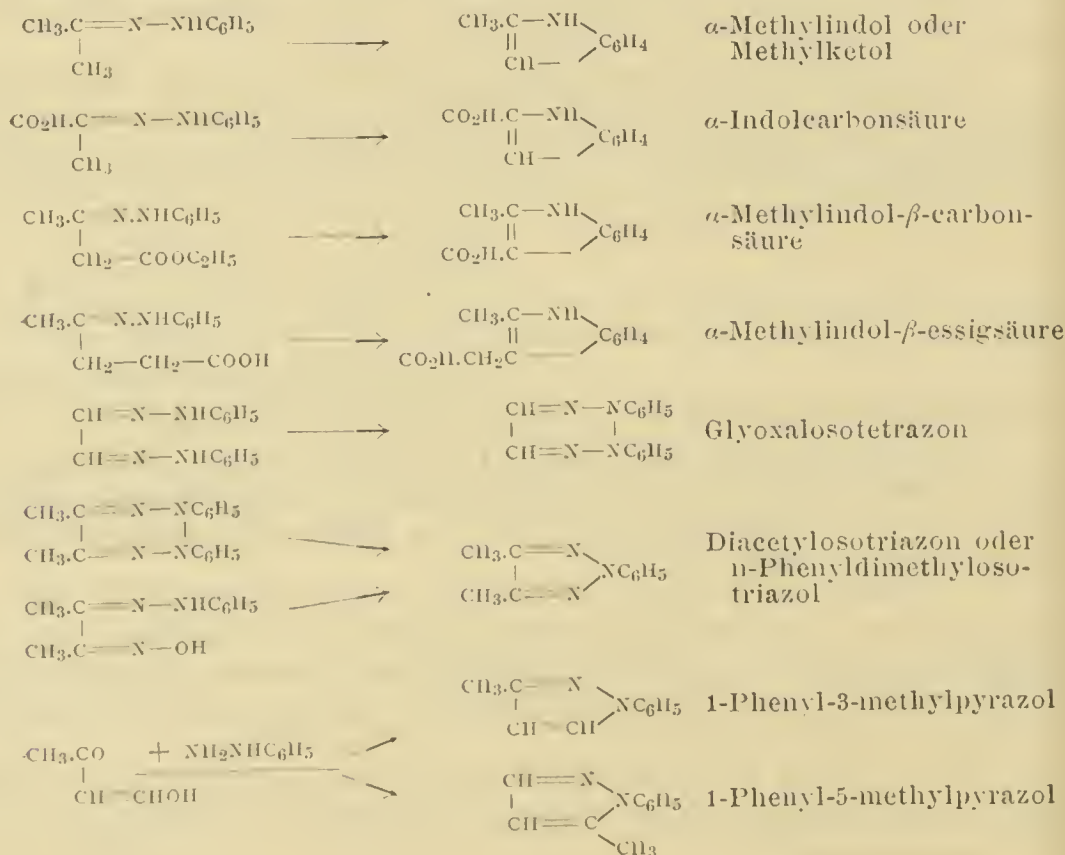 CH₃.C=N—NHC₆H₅ → CH₃.C—NH α-Methylindol oder
| || C₆H₄ Methylketol
CH₃ CH—
CO₂H.C= N—NHC₆H₅ → CO₂H.C—NH α-Indolcarbonsäure
| || C₆H₄
CH₃ CH—
CH₃.C N.NHC₆H₅ → CH₃.C—NH α-Methylindol-β-carbon-
| || C₆H₄ säure
CH₂—COOC₂H₅ CO₂H.C—
CH₃.C N.NHC₆H₅ → CH₃.C—NH α-Methylindol-β-essigsäure
| || C₆H₄
CH₂—CH₂—COOH CO₂H.CH₂C—
CH=N—NHC₆H₅ → CH=N—NC₆H₅ Glyoxalosotetrazon
| | |
CH=N—NHC₆H₅ CH=N—NC₆H₅
CH₃.C=N—NC₆H₅
| |
CH₃.C=N—NC₆H₅ → CH₃.C=N Diacetylosotriazon oder
| NC₆H₅ n-Phenyldimethyloso-
CH₃.C=N—NHC₆H₅ → CH₃.C=N triazol
|
CH₃.C=N—OH
CH₃.C N
| NC₆H₅ 1-Phenyl-3-methylpyrazol
CH CH
CH₃.CO + NH₂NHC₆H₅ →
|
CH=CHOH
CH=N
| NC₆H₅ 1-Phenyl-5-methylpyrazol
CH=C
CH₃